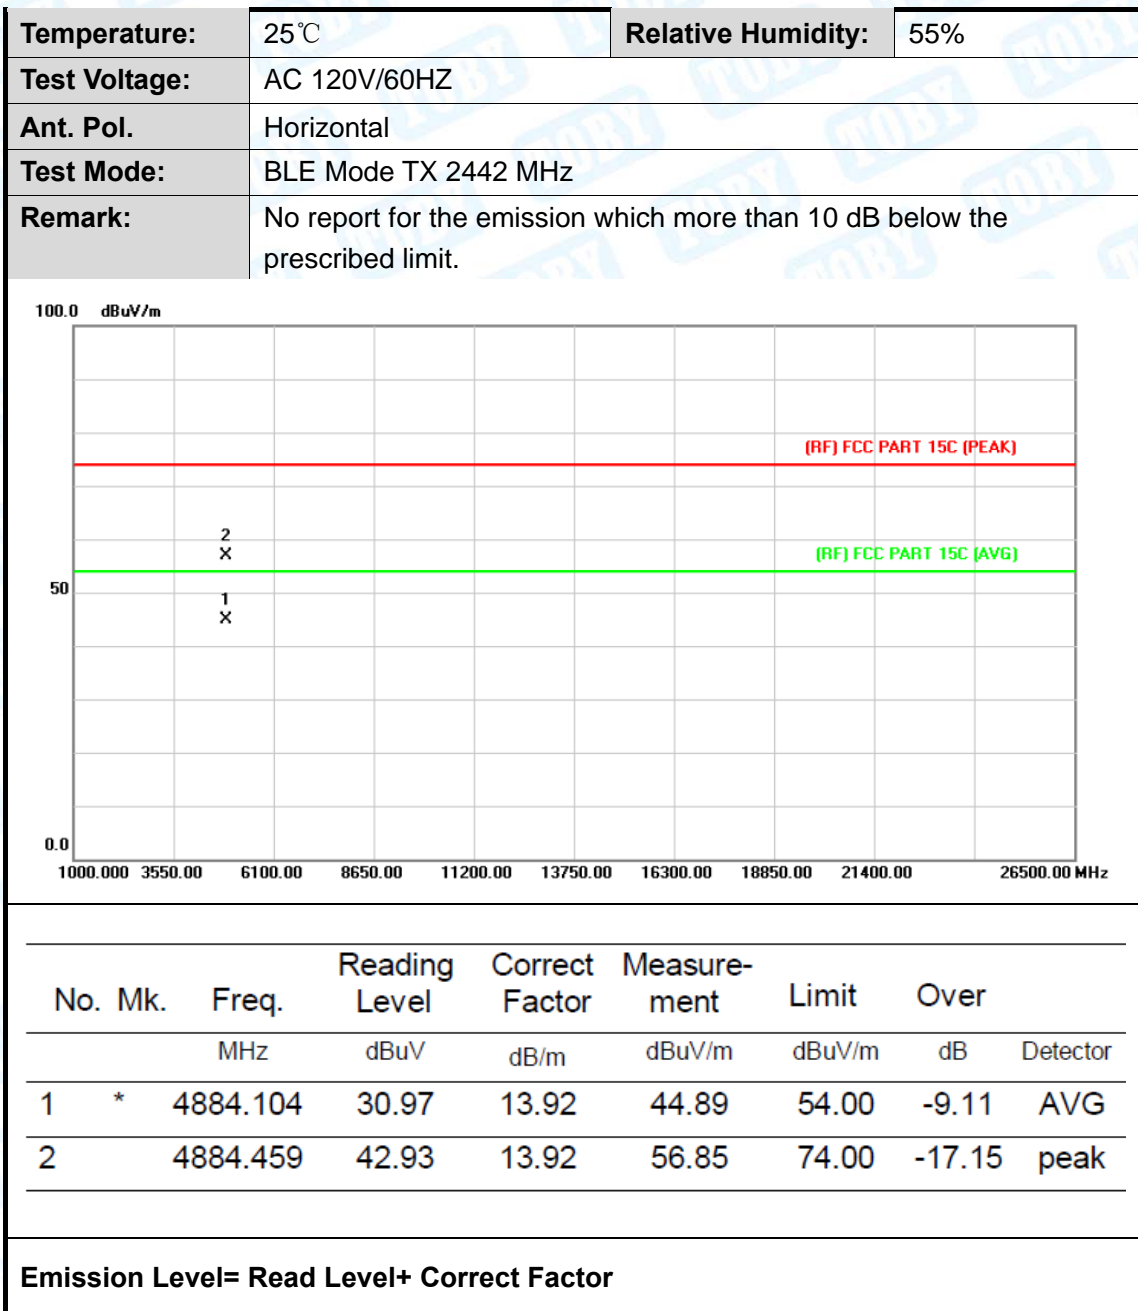 Temperature: 25℃ Relative Humidity: 55%
Test Voltage: AC 120V/60HZ
Ant. Pol. Horizontal
Test Mode: BLE Mode TX 2442 MHz
Remark: No report for the emission which more than 10 dB below the
prescribed limit.
100.0 dBuV/m
(RF) FCC PART 15C (PEAK)
2
X
(RF) FCC PART 15C (AVG)
50
1
X
0.0
1000.000 3550.00 6100.00 8650.00 11200.00 13750.00 16300.00 18850.00 21400.00 26500.00 MHz
No. Mk. Freq. Reading Level Correct Factor Measure-ment Limit Over
MHz dBuV dB/m dBuV/m dBuV/m dB Detector
1 * 4884.104 30.97 13.92 44.89 54.00 -9.11 AVG
2 4884.459 42.93 13.92 56.85 74.00 -17.15 peak
Emission Level= Read Level+ Correct Factor
TOBY